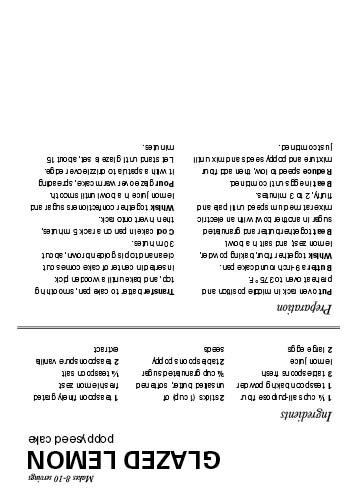 GLAZED LEMON
Makes 8-10 servings
poppyseed cake
Ingredients
1 ¼ cups all-purpose flour
1 teaspoon baking powder
3 tablespoons fresh
lemon juice
2 large eggs
2 sticks (1 cup) of
unsalted butter, softened
cup granulated sugar
2 tablespoons poppy
seeds
1 teaspoon finely grated
fresh lemon zest
teaspoon salt
2 teaspoons pure vanilla
extract
Preparation
Put oven rack in middle position and
preheat oven to 375° F.
Butter a 8-inch round cake pan.
Whisk together flour, baking powder,
lemon zest, and salt in a bowl.
Beat together butter and granulated
sugar in another bowl with an electric
mixer at medium speed until pale and
fluffy, 2 to 3 minutes.
Beat in eggs until combined.
Reduce speed to low, then add flour
mixture and poppy seeds and mix until
just combined.
Transfer batter to cake pan, smoothing
top, and bake until a wooden pick
inserted in center of cake comes out
clean and top is golden brown, about
30 minutes.
Cool cake in pan on a rack 5 minutes,
then invert onto rack.
Whisk together confectioners sugar and
lemon juice in a bowl until smooth.
Pour glaze over warm cake, spreading
it with a spatula to drizzle over edge.
Let stand until glaze is set, about 15
minutes.